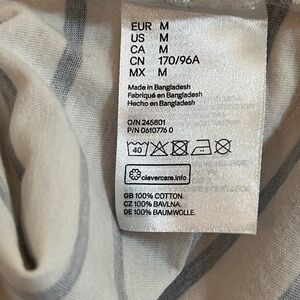 EUR M
US M
CA M
CN 170/96A
MX M
Made in Bangladesh
Fabriqué en Bangladesh
Hecho en Bangladesh
O/N 245801
P/N 0610776 0
40
clevercare.info
GB 100% COTTON.
CZ 100% BAVLNA.
DE 100% BAUMWOLLE.